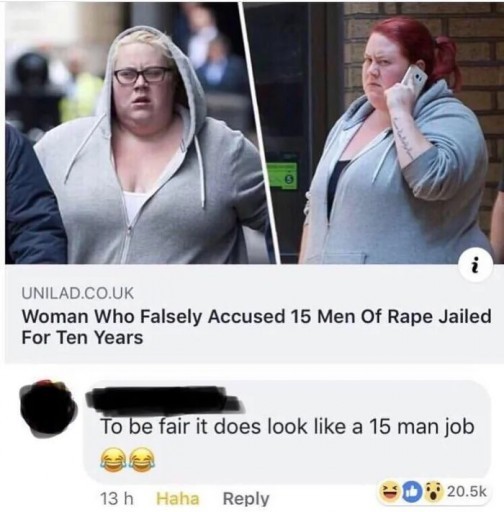 UNILAD.CO.UK
Woman Who Falsely Accused 15 Men Of Rape Jailed
For Ten Years
To be fair it does look like a 15 man job
😂😂
13 h Haha Reply 20.5k